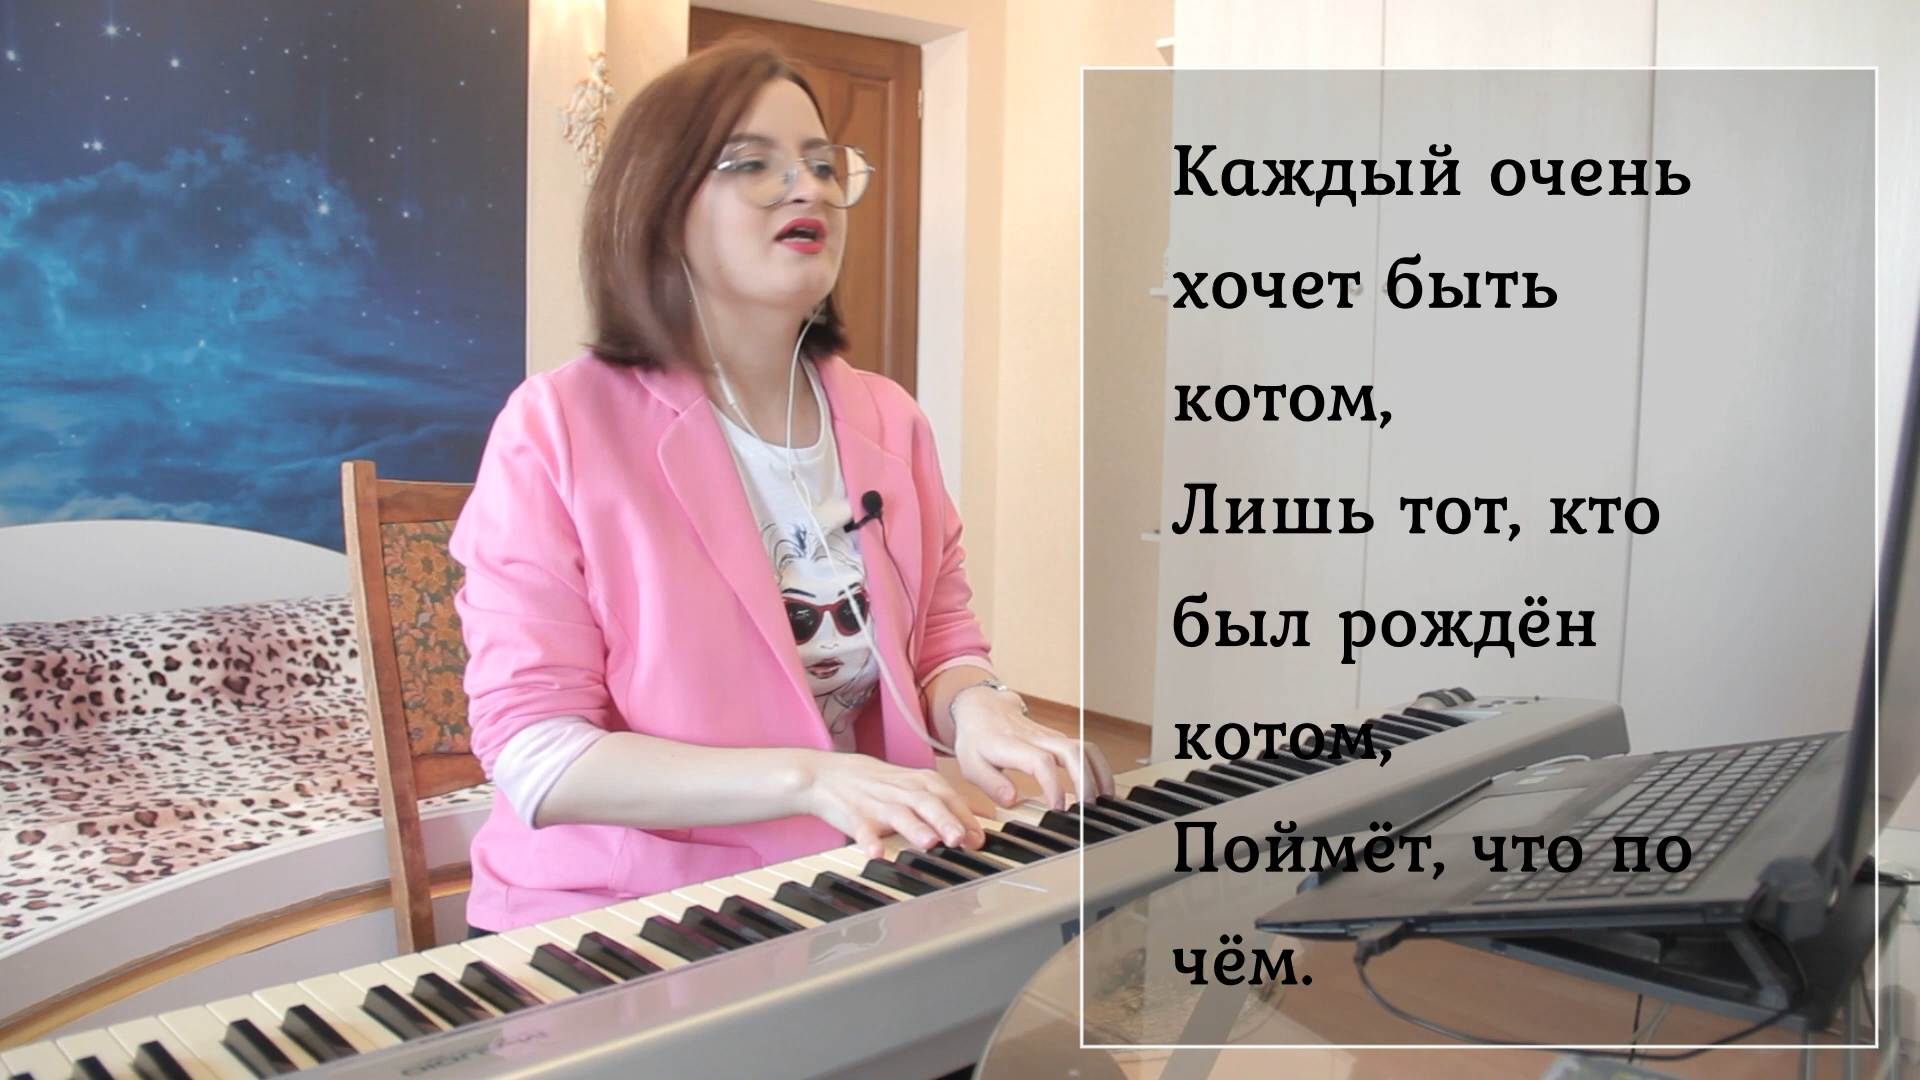 Каждый очень
хочет быть
котом,
Лишь тот, кто
был рождён
котом,
Поймёт, что по
чём.